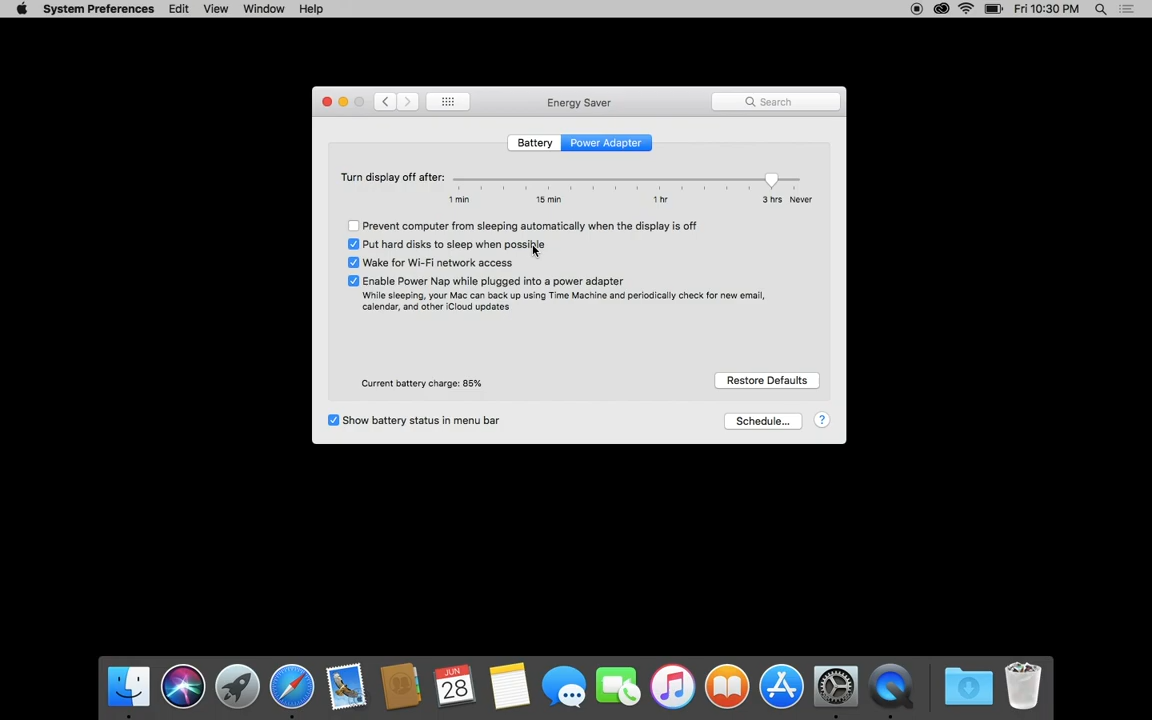 System Preferences Edit View Window Help Fri 10:30 PM
Energy Saver Search
Battery Power Adapter
Turn display off after:
1 min 15 min 1 hr 3 hrs Never
Prevent computer from sleeping automatically when the display is off
Put hard disks to sleep when possible
Wake for Wi-Fi network access
Enable Power Nap while plugged into a power adapter
While sleeping, your Mac can back up using Time Machine and periodically check for new email,
calendar, and other iCloud updates
Current battery charge: 85% Restore Defaults
Show battery status in menu bar Schedule... ?
JUN
28